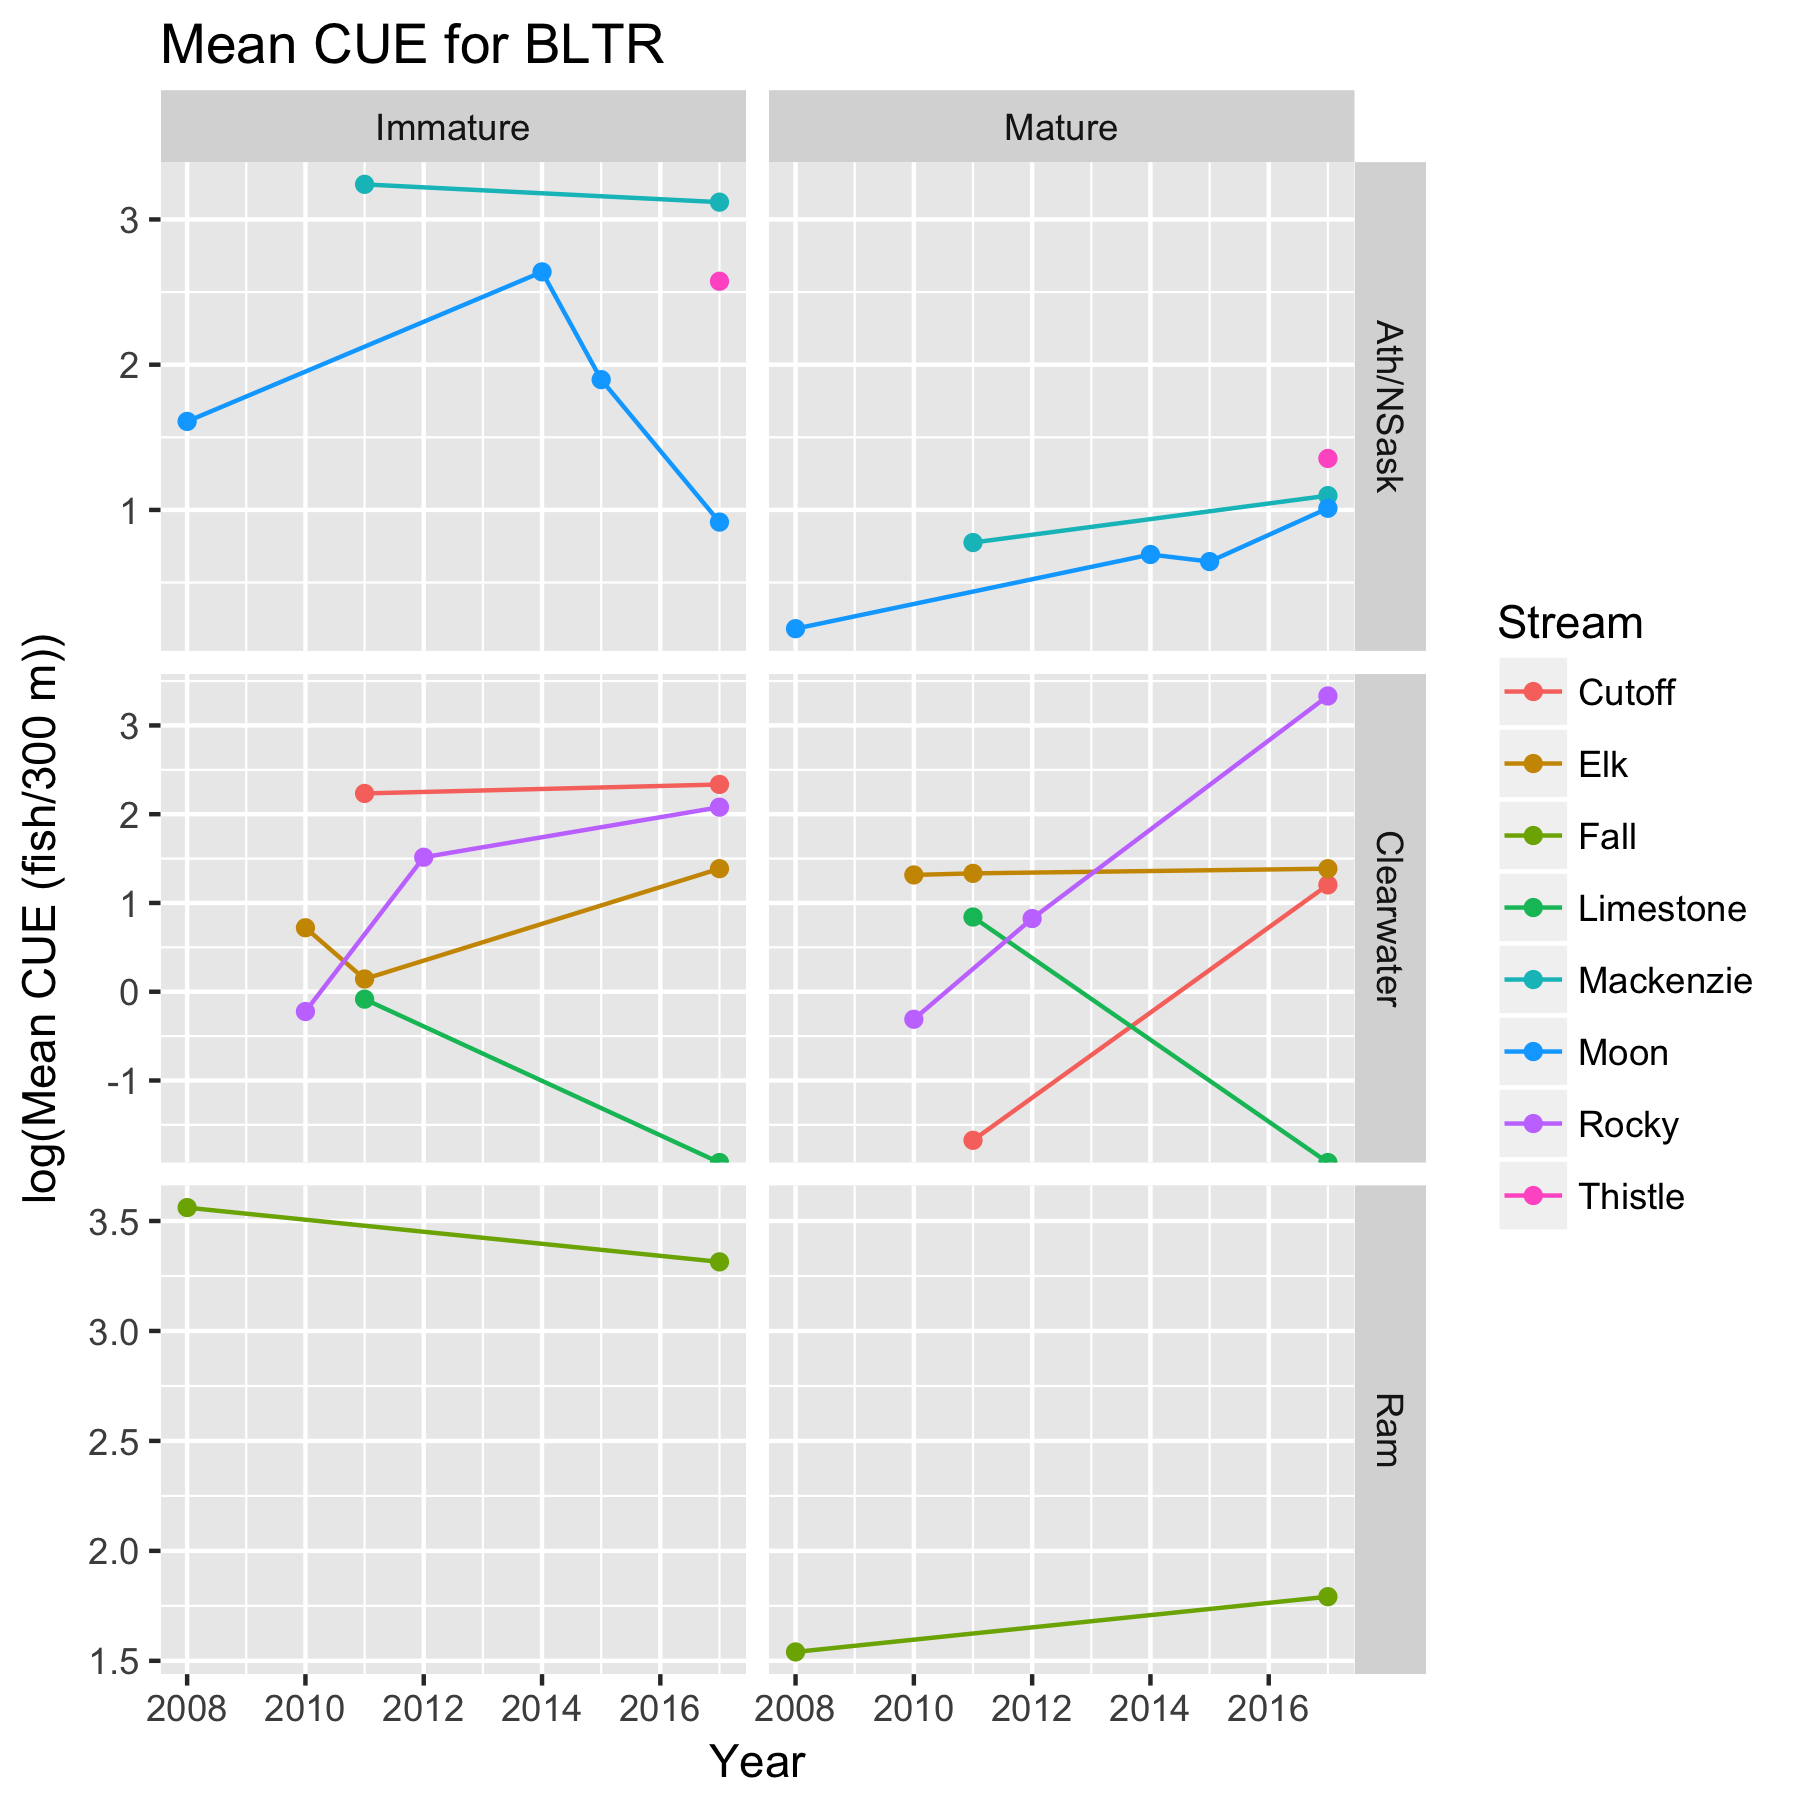 Mean CUE for BLTR
Immature
Mature
3
2
1
Ath/NSask
3
2
1
0
-1
Clearwater
3.5
3.0
2.5
2.0
1.5
Ram
2008 2010 2012 2014 2016
2008 2010 2012 2014 2016
Year
log(Mean CUE (fish/300 m))
Stream
Cutoff
Elk
Fall
Limestone
Mackenzie
Moon
Rocky
Thistle